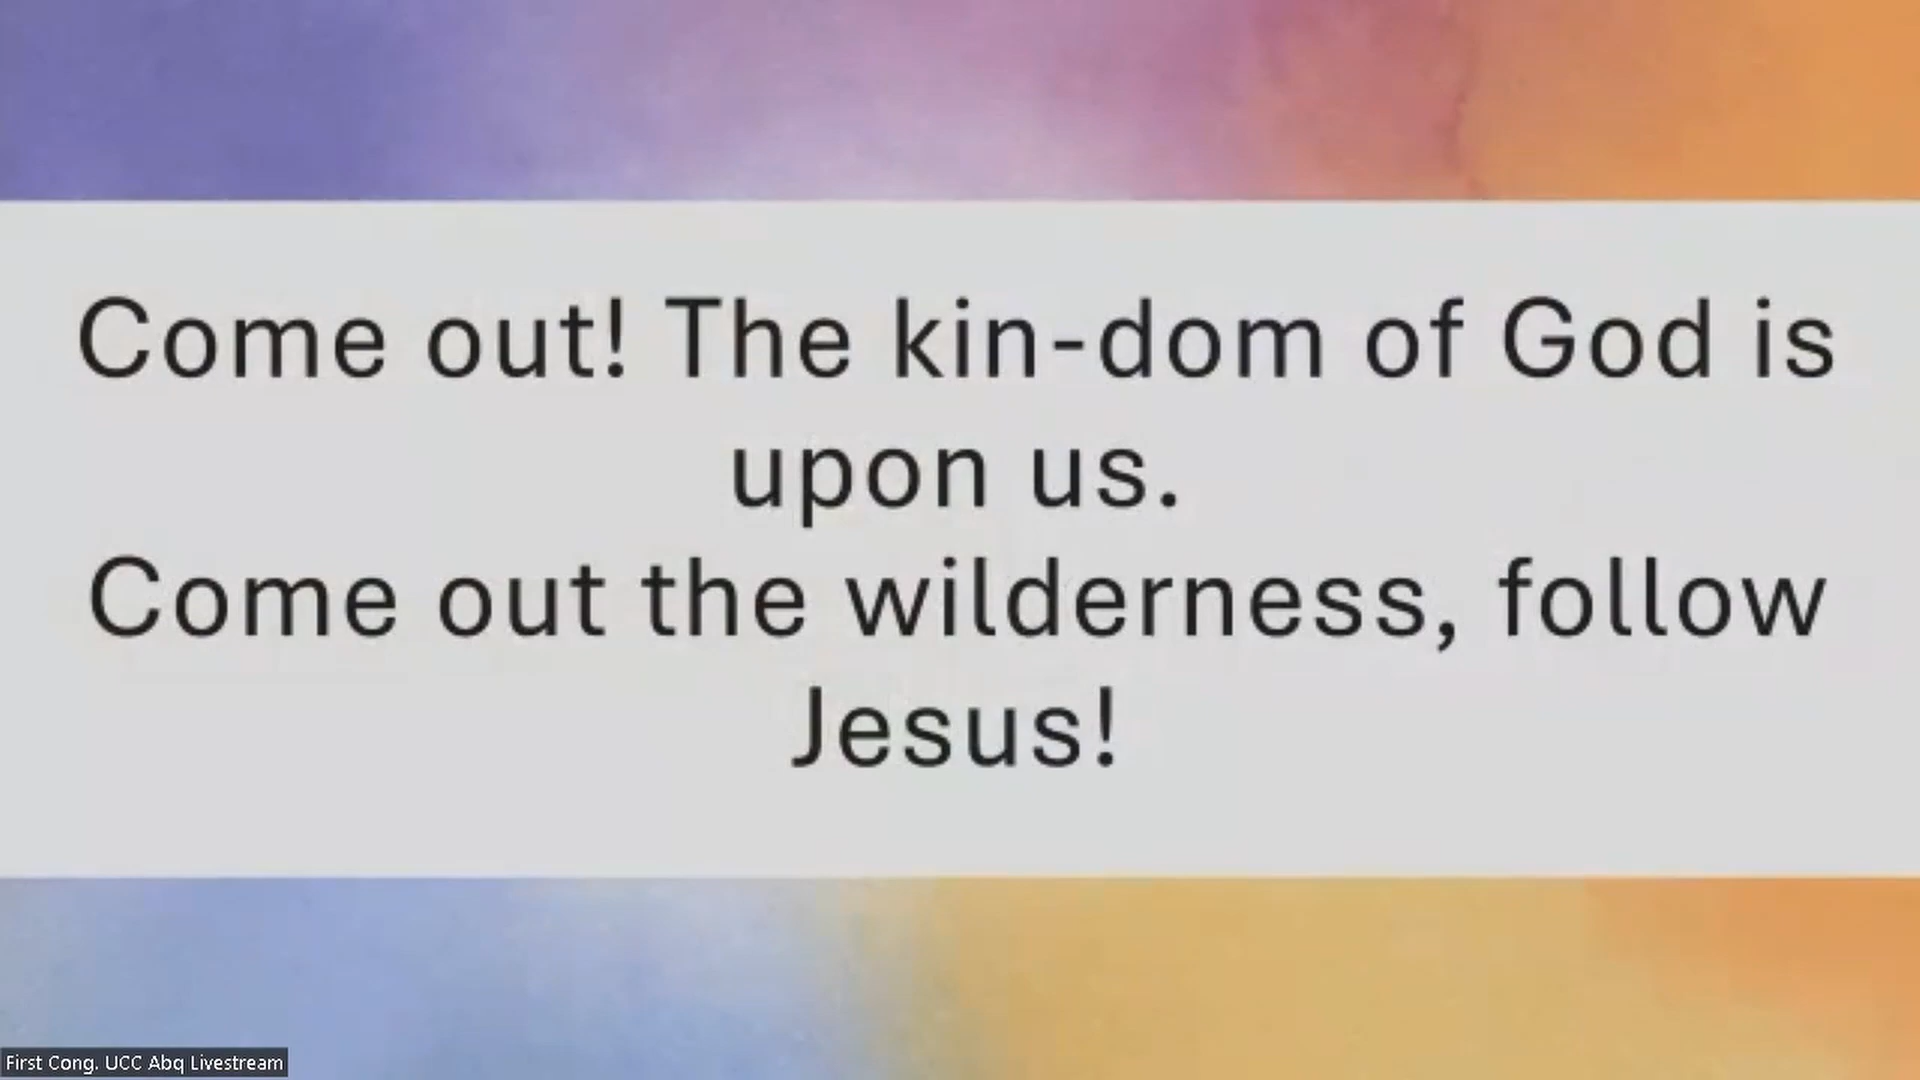 Come out! The kin-dom of God is
upon us.
Come out the wilderness, follow
Jesus!
First Cong. UCC Abq Livestream